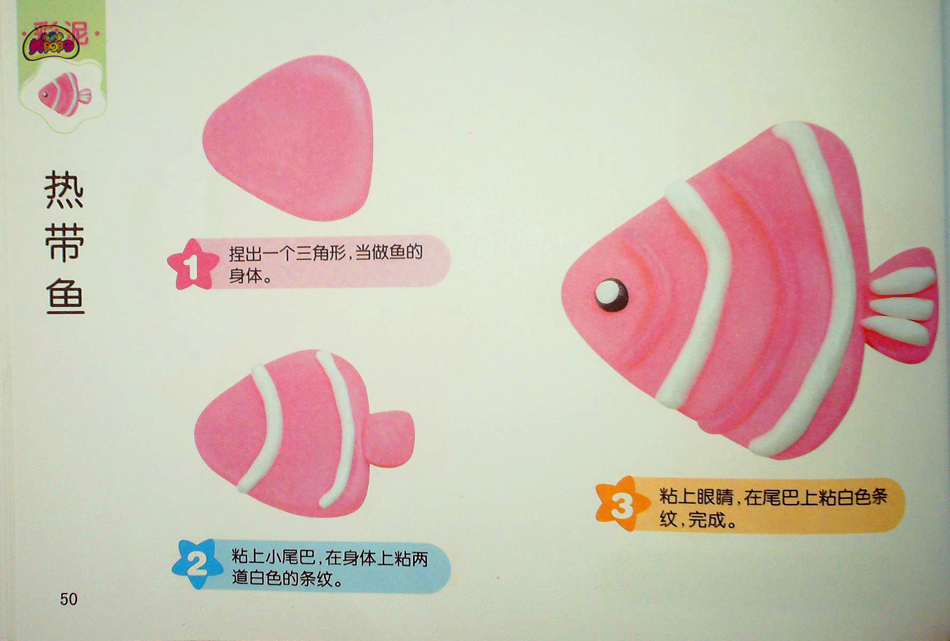 ·彩泥·
热带鱼
1
捏出一个三角形,当做鱼的
身体。
2
粘上小尾巴,在身体上粘两
道白色的条纹。
3
粘上眼睛,在尾巴上粘白色条
纹,完成。
50